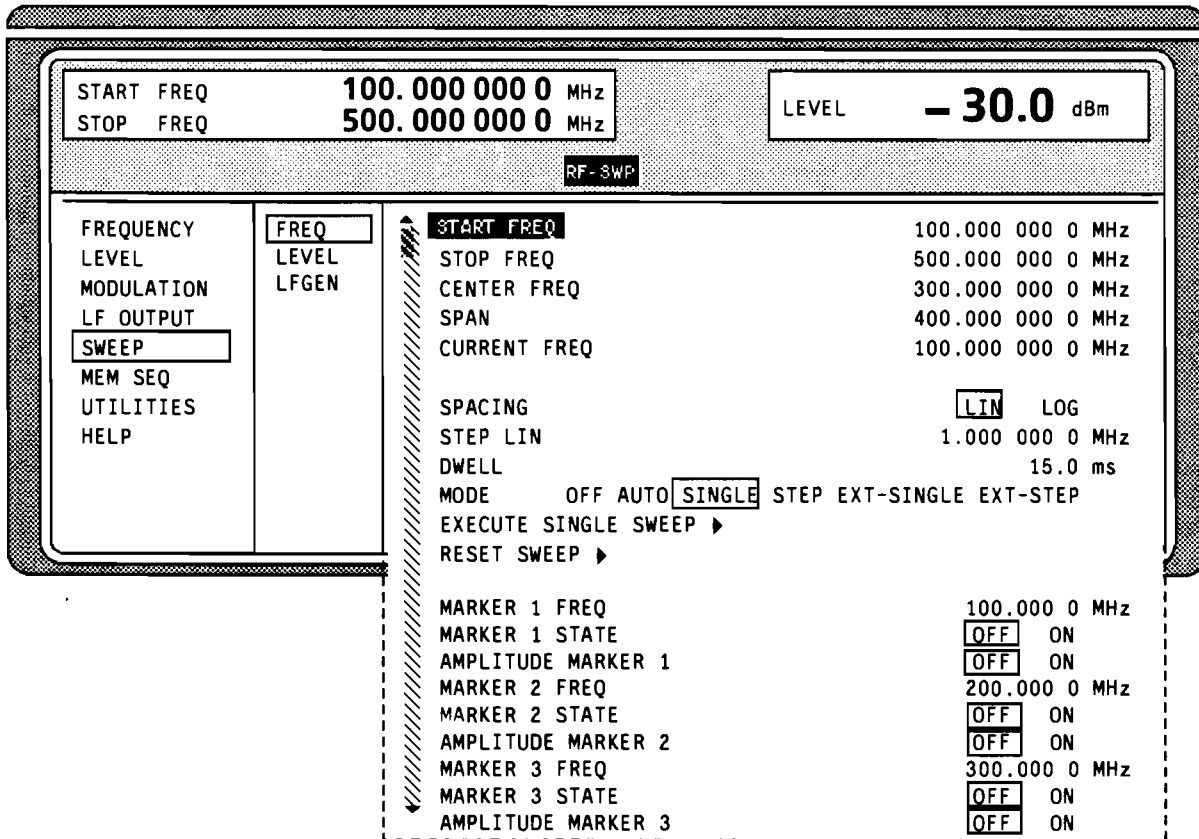 START FREQ 100.000 000 0 MHz
STOP FREQ 500.000 000 0 MHz
LEVEL – 30.0 dBm
RF-SWP
FREQUENCY
LEVEL
MODULATION
LF OUTPUT
SWEEP
MEM SEQ
UTILITIES
HELP
FREQ
LEVEL
LFGEN
START FREQ 100.000 000 0 MHz
STOP FREQ 500.000 000 0 MHz
CENTER FREQ 300.000 000 0 MHz
SPAN 400.000 000 0 MHz
CURRENT FREQ 100.000 000 0 MHz
SPACING LIN LOG
STEP LIN 1.000 000 0 MHz
DWELL 15.0 ms
MODE OFF AUTO SINGLE STEP EXT-SINGLE EXT-STEP
EXECUTE SINGLE SWEEP
RESET SWEEP
MARKER 1 FREQ 100.000 0 MHz
MARKER 1 STATE OFF ON
AMPLITUDE MARKER 1 OFF ON
MARKER 2 FREQ 200.000 0 MHz
MARKER 2 STATE OFF ON
AMPLITUDE MARKER 2 OFF ON
MARKER 3 FREQ 300.000 0 MHz
MARKER 3 STATE OFF ON
AMPLITUDE MARKER 3 OFF ON